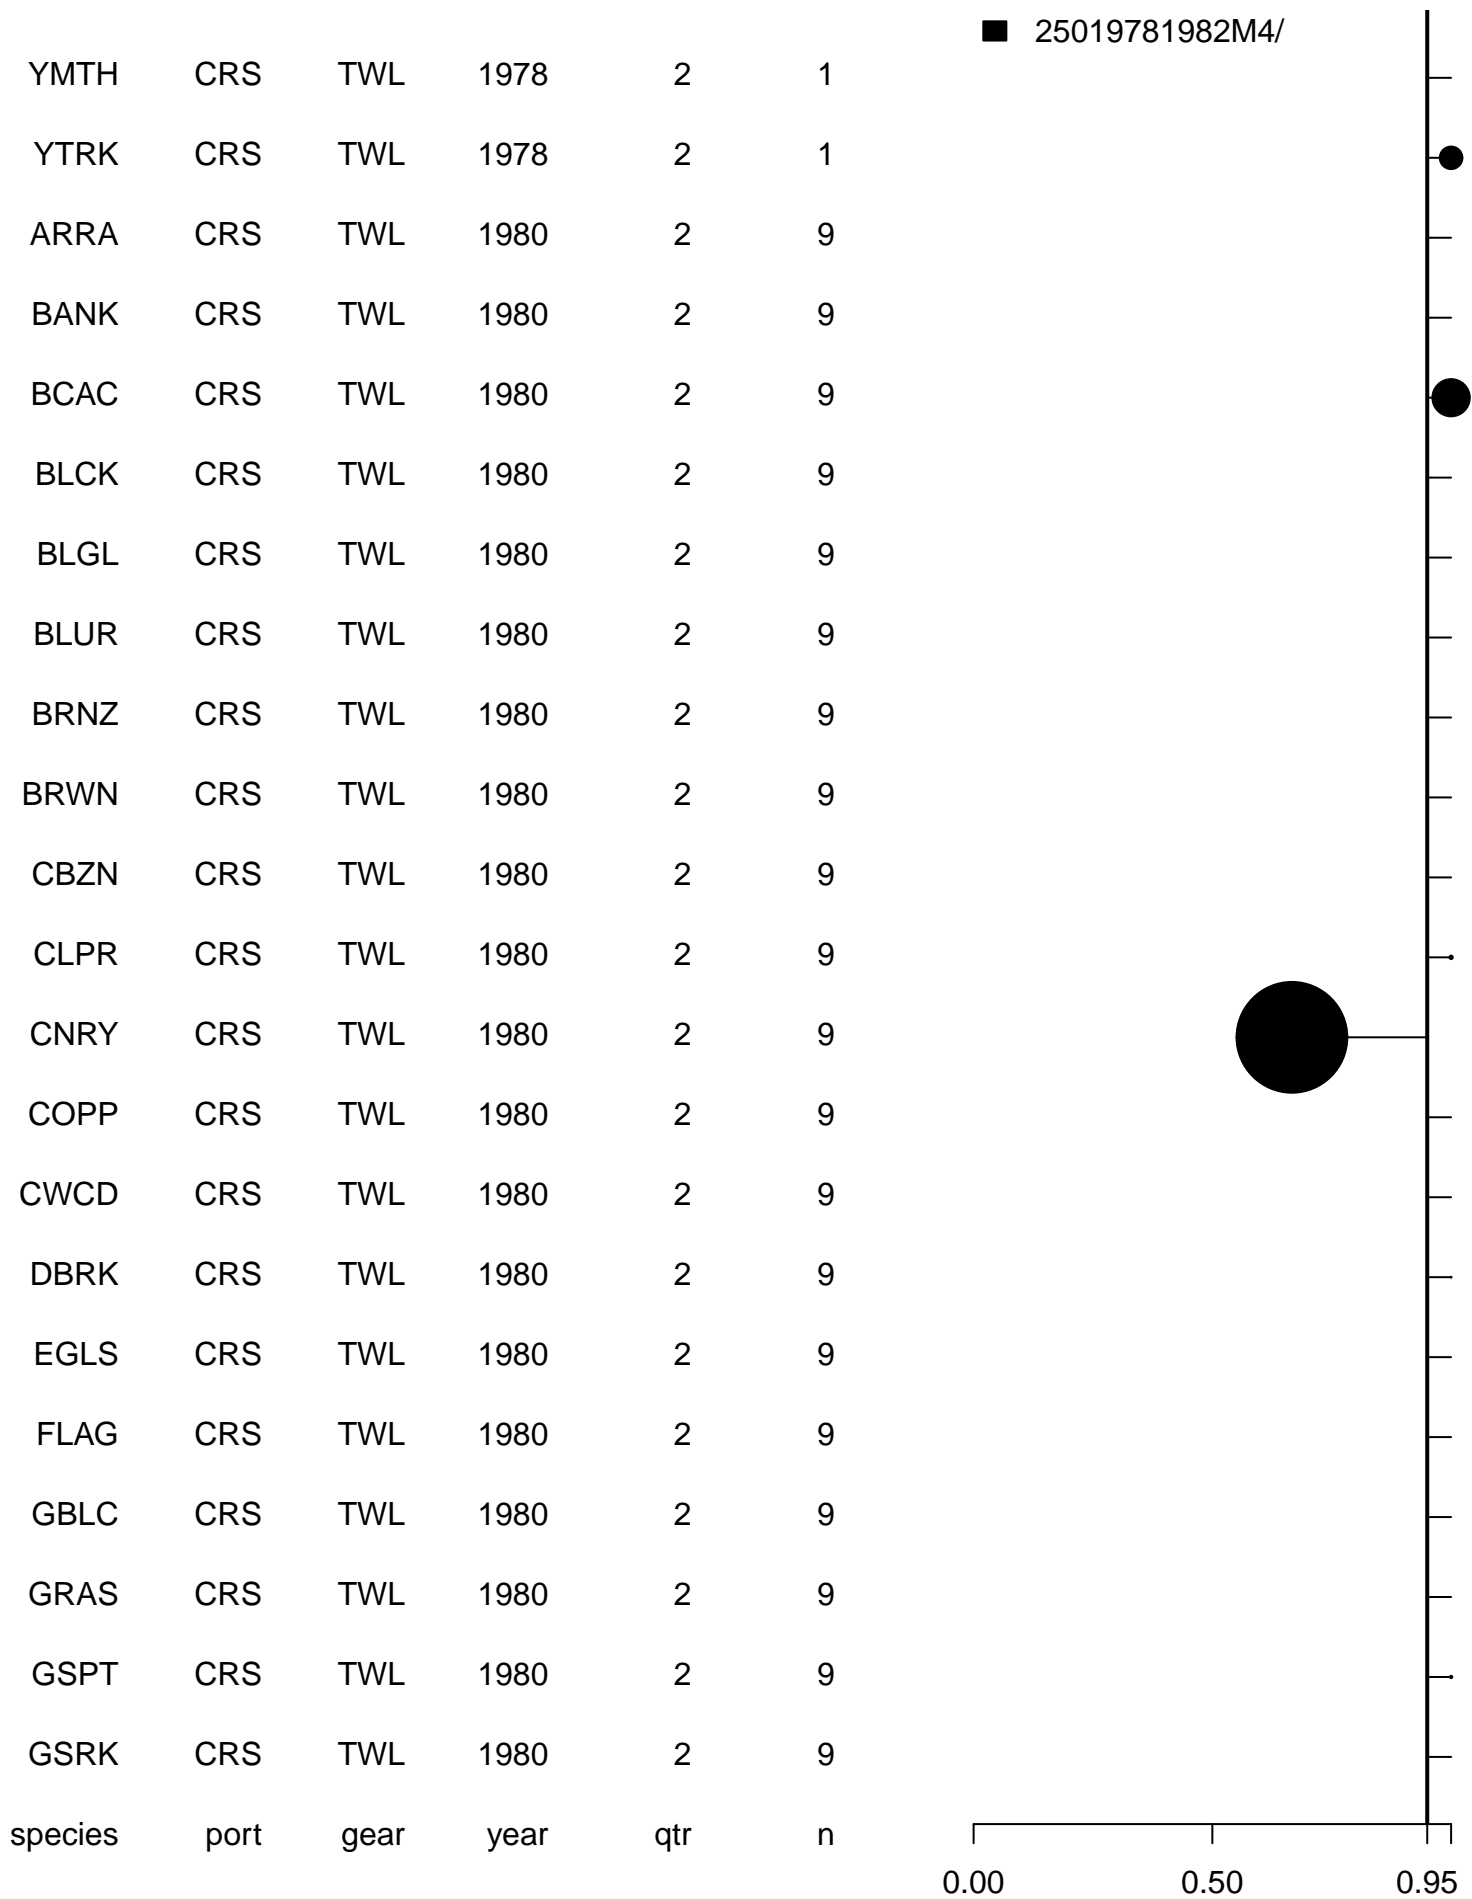 25019781982M4/
YMTH CRS TWL 1978 2 1
YTRK CRS TWL 1978 2 1
ARRA CRS TWL 1980 2 9
BANK CRS TWL 1980 2 9
BCAC CRS TWL 1980 2 9
BLCK CRS TWL 1980 2 9
BLGL CRS TWL 1980 2 9
BLUR CRS TWL 1980 2 9
BRNZ CRS TWL 1980 2 9
BRWN CRS TWL 1980 2 9
CBZN CRS TWL 1980 2 9
CLPR CRS TWL 1980 2 9
CNRY CRS TWL 1980 2 9
COPP CRS TWL 1980 2 9
CWCD CRS TWL 1980 2 9
DBRK CRS TWL 1980 2 9
EGLS CRS TWL 1980 2 9
FLAG CRS TWL 1980 2 9
GBLC CRS TWL 1980 2 9
GRAS CRS TWL 1980 2 9
GSPT CRS TWL 1980 2 9
GSRK CRS TWL 1980 2 9
species port gear year qtr n
0.00 0.50 0.95